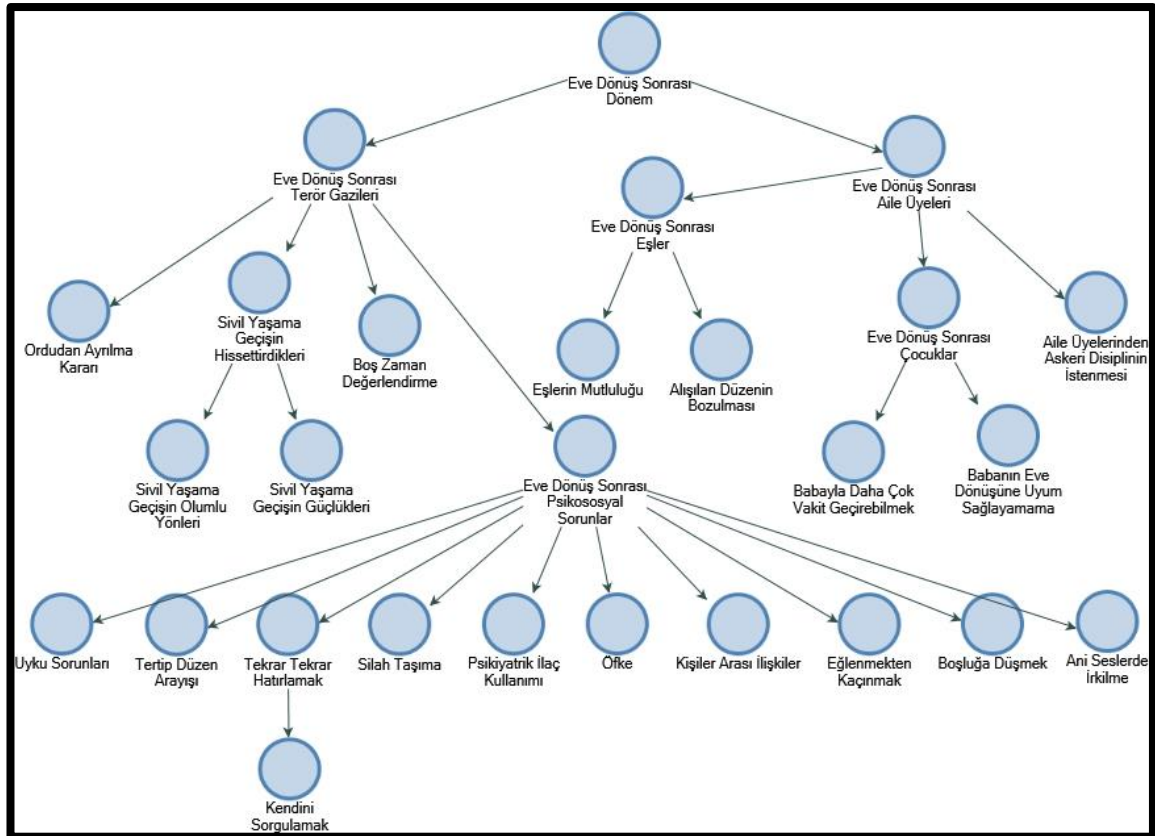 Eve Dönüş Sonrası
Dönem
Eve Dönüş Sonrası
Terör Gazileri
Eve Dönüş Sonrası
Aile Üyeleri
Eve Dönüş Sonrası
Eşler
Ordudan Ayrılma
Kararı
Sivil Yaşama
Geçişin
Hissettirdikleri
Boş Zaman
Değerlendirme
Eşlerin Mutluluğu
Alışılan Düzenin
Bozulması
Eve Dönüş Sonrası
Çocuklar
Aile Üyelerinden
Askeri Disiplinin
İstenmesi
Sivil Yaşama
Geçişin Olumlu
Yönleri
Sivil Yaşama
Geçişin Güçlükleri
Eve Dönüş Sonrası
Psikososyal
Sorunlar
Babayla Daha Çok
Vakit Geçirebilmek
Babanın Eve
Dönüşüne Uyum
Sağlayamama
Uyku Sorunları
Tertip Düzen
Arayışı
Tekrar Tekrar
Hatırlamak
Silah Taşıma
Psikiyatrik İlaç
Kullanımı
Öfke
Kişiler Arası İlişkiler
Eğlenmekten
Kaçınmak
Boşluğa Düşmek
Ani Seslerde
İrkilme
Kendini
Sorgulamak